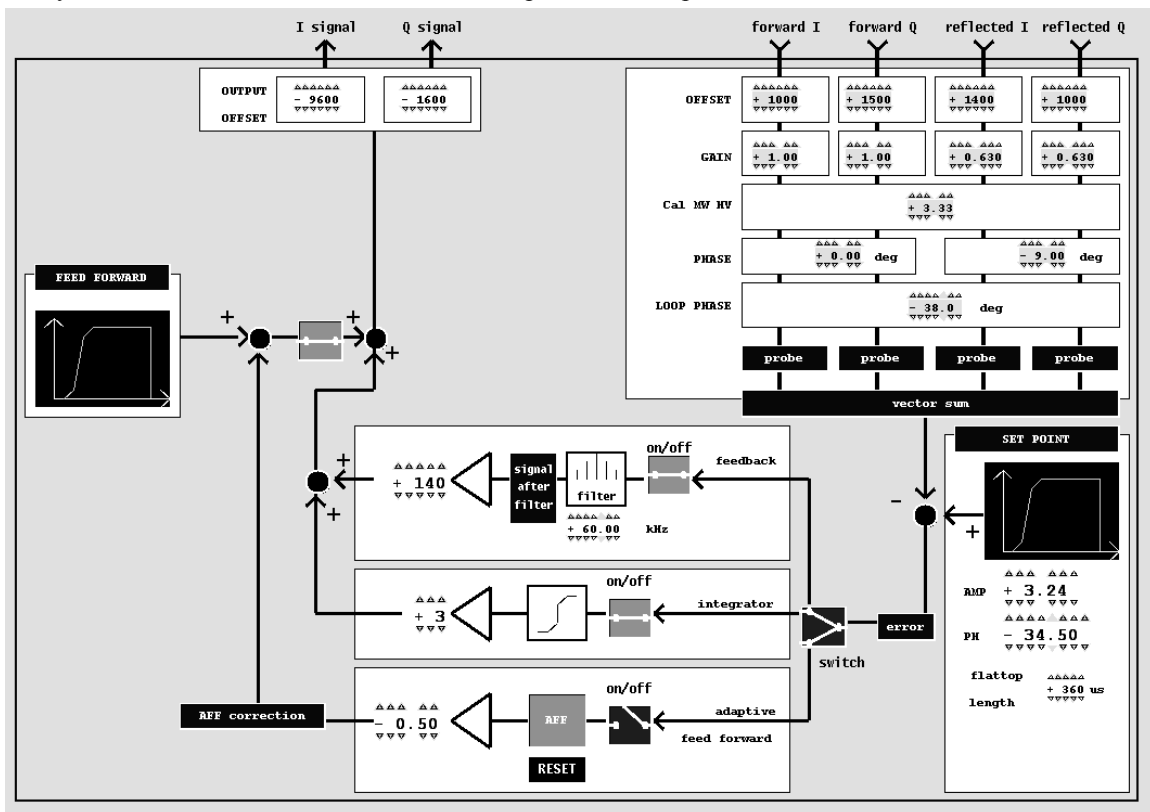 I signal Q signal forward I forward Q reflected I reflected Q
OUTPUT
OFFSET
- 9600 - 1600
OFFSET + 1000 + 1500 + 1400 + 1000
GAIN + 1.00 + 1.00 + 0.630 + 0.630
Cal MW HV + 3.33
PHASE + 0.00 deg - 9.00 deg
LOOP PHASE - 38.0 deg
probe probe probe probe
vector sum
FEED FORWARD
+ + +
SET POINT
- +
AMP + 3.24
PH - 34.50
flattop
length
+ 360 us
error
switch
on/off
feedback
filter
+ 60.00 kHz
signal
after
filter
+ 140
+ +
on/off
integrator
+ 3
on/off
adaptive
feed forward
AFF
RESET
- 0.50
AFF correction